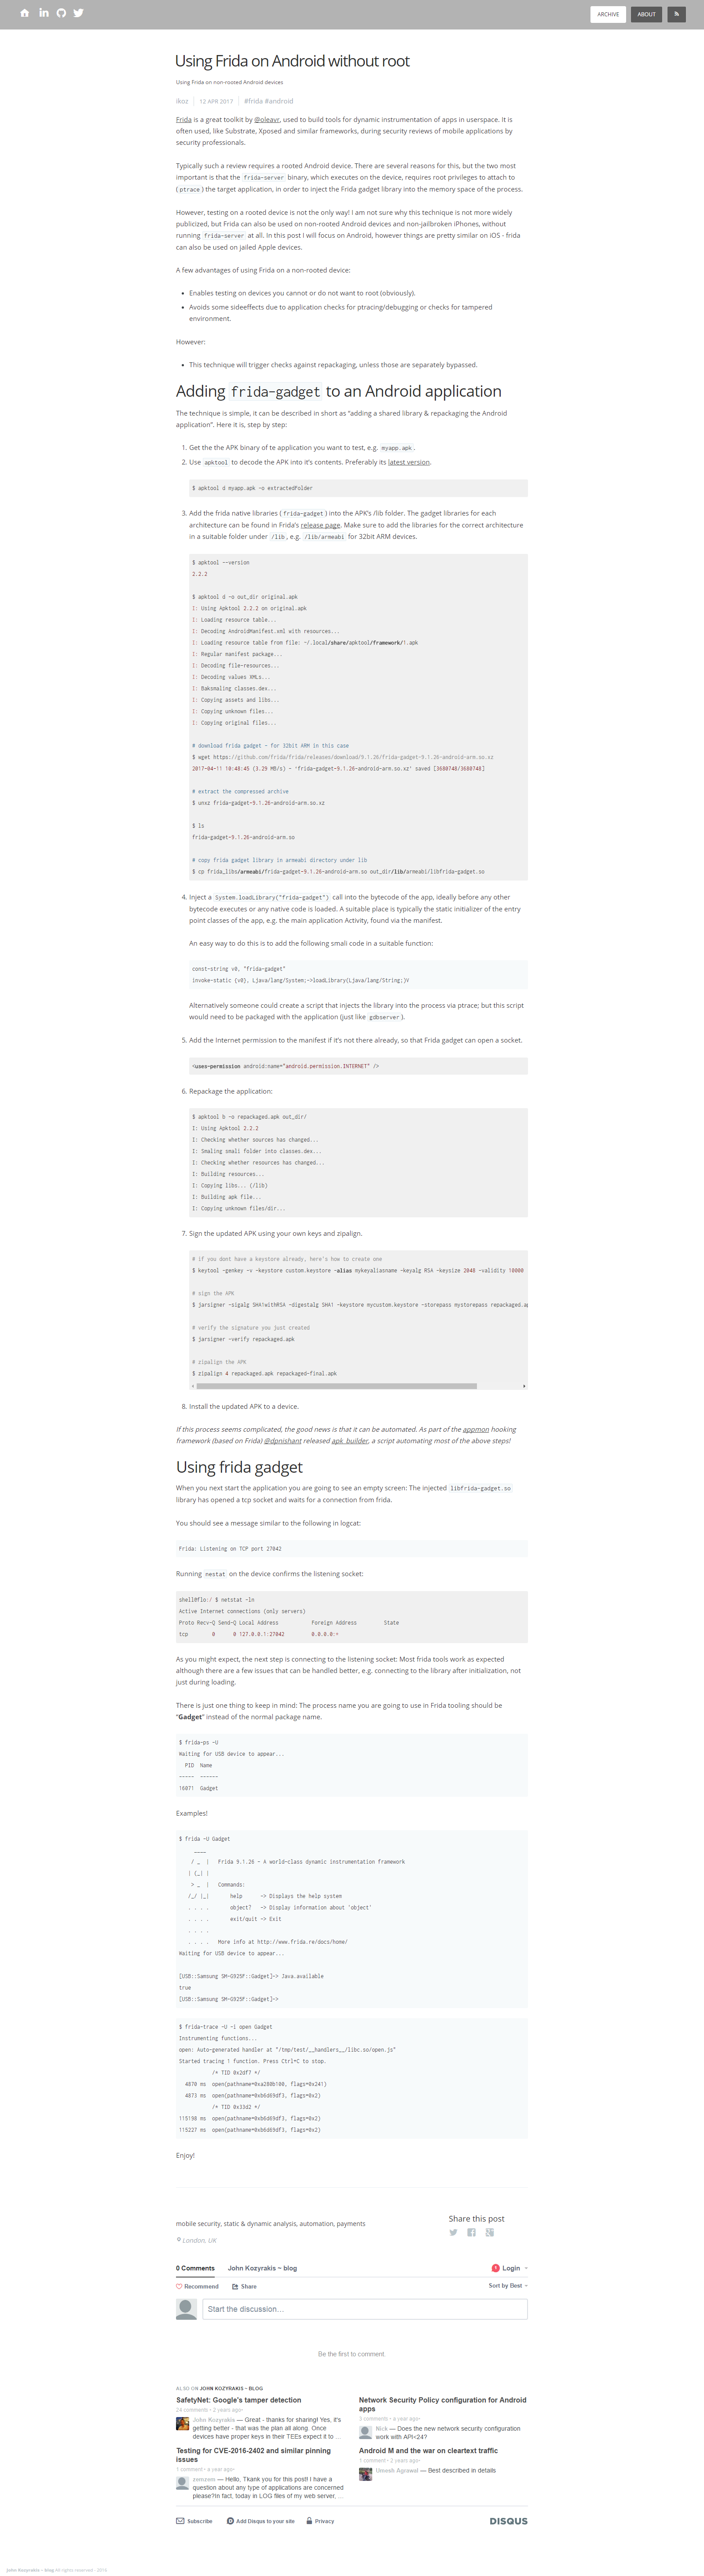 ARCHIVE ABOUT
Using Frida on Android without root
Using Frida on non-rooted Android devices
ikoz 12 APR 2017 #frida #android
Frida is a great toolkit by @oleavr, used to build tools for dynamic instrumentation of apps in userspace. It is
often used, like Substrate, Xposed and similar frameworks, during security reviews of mobile applications by
security professionals.
Typically such a review requires a rooted Android device. There are several reasons for this, but the two most
important is that the frida-server binary, which executes on the device, requires root privileges to attach to
(ptrace) the target application, in order to inject the Frida gadget library into the memory space of the process.
However, testing on a rooted device is not the only way! I am not sure why this technique is not more widely
publicized, but Frida can also be used on non-rooted Android devices and non-jailbroken iPhones, without
running frida-server at all. In this post I will focus on Android, however things are pretty similar on iOS - frida
can also be used on jailed Apple devices.
A few advantages of using Frida on a non-rooted device:
• Enables testing on devices you cannot or do not want to root (obviously).
• Avoids some sideeffects due to application checks for ptracing/debugging or checks for tampered
environment.
However:
• This technique will trigger checks against repackaging, unless those are separately bypassed.
Adding frida-gadget to an Android application
The technique is simple, it can be described in short as “adding a shared library & repackaging the Android
application”. Here it is, step by step:
1. Get the the APK binary of te application you want to test, e.g. myapp.apk.
2. Use apktool to decode the APK into it’s contents. Preferably its latest version.
$ apktool d myapp.apk -o extractedFolder
3. Add the frida native libraries (frida-gadget) into the APK’s /lib folder. The gadget libraries for each
architecture can be found in Frida’s release page. Make sure to add the libraries for the correct architecture
in a suitable folder under /lib, e.g. /lib/armeabi for 32bit ARM devices.
$ apktool --version
2.2.2
$ apktool d -o out_dir original.apk
I: Using Apktool 2.2.2 on original.apk
I: Loading resource table...
I: Decoding AndroidManifest.xml with resources...
I: Loading resource table from file: ~/.local/share/apktool/framework/1.apk
I: Regular manifest package...
I: Decoding file-resources...
I: Decoding values XMLs...
I: Baksmaling classes.dex...
I: Copying assets and libs...
I: Copying unknown files...
I: Copying original files...
# download frida gadget - for 32bit ARM in this case
$ wget https://github.com/frida/frida/releases/download/9.1.26/frida-gadget-9.1.26-android-arm.so.xz
2017-04-11 10:48:45 (3.29 MB/s) - ‘frida-gadget-9.1.26-android-arm.so.xz’ saved [3680748/3680748]
# extract the compressed archive
$ unxz frida-gadget-9.1.26-android-arm.so.xz
$ ls
frida-gadget-9.1.26-android-arm.so
# copy frida gadget library in armeabi directory under lib
$ cp frida_libs/armeabi/frida-gadget-9.1.26-android-arm.so out_dir/lib/armeabi/libfrida-gadget.so
4. Inject a System.loadLibrary("frida-gadget") call into the bytecode of the app, ideally before any other
bytecode executes or any native code is loaded. A suitable place is typically the static initializer of the entry
point classes of the app, e.g. the main application Activity, found via the manifest.
An easy way to do this is to add the following smali code in a suitable function:
const-string v0, "frida-gadget"
invoke-static {v0}, Ljava/lang/System;->loadLibrary(Ljava/lang/String;)V
Alternatively someone could create a script that injects the library into the process via ptrace; but this script
would need to be packaged with the application (just like gdbserver).
5. Add the Internet permission to the manifest if it’s not there already, so that Frida gadget can open a socket.
<uses-permission android:name="android.permission.INTERNET" />
6. Repackage the application:
$ apktool b -o repackaged.apk out_dir/
I: Using Apktool 2.2.2
I: Checking whether sources has changed...
I: Smaling smali folder into classes.dex...
I: Checking whether resources has changed...
I: Building resources...
I: Copying libs... (/lib)
I: Building apk file...
I: Copying unknown files/dir...
7. Sign the updated APK using your own keys and zipalign.
# if you dont have a keystore already, here's how to create one
$ keytool -genkey -v -keystore custom.keystore -alias mykeyaliasname -keyalg RSA -keysize 2048 -validity 10000
# sign the APK
$ jarsigner -sigalg SHA1withRSA -digestalg SHA1 -keystore mycustom.keystore -storepass mystorepass repackaged.ap
# verify the signature you just created
$ jarsigner -verify repackaged.apk
# zipalign the APK
$ zipalign 4 repackaged.apk repackaged-final.apk
8. Install the updated APK to a device.
If this process seems complicated, the good news is that it can be automated. As part of the appmon hooking
framework (based on Frida) @dpnishant released apk_builder, a script automating most of the above steps!
Using frida gadget
When you next start the application you are going to see an empty screen: The injected libfrida-gadget.so
library has opened a tcp socket and waits for a connection from frida.
You should see a message similar to the following in logcat:
Frida: Listening on TCP port 27042
Running nestat on the device confirms the listening socket:
shell@flo:/ $ netstat -ln
Active Internet connections (only servers)
Proto Recv-Q Send-Q Local Address Foreign Address State
tcp 0 0 127.0.0.1:27042 0.0.0.0:*
As you might expect, the next step is connecting to the listening socket: Most frida tools work as expected
although there are a few issues that can be handled better, e.g. connecting to the library after initialization, not
just during loading.
There is just one thing to keep in mind: The process name you are going to use in Frida tooling should be
“Gadget” instead of the normal package name.
$ frida-ps -U
Waiting for USB device to appear...
PID Name
----- ------
16071 Gadget
Examples!
$ frida -U Gadget
____
/ _ | Frida 9.1.26 - A world-class dynamic instrumentation framework
| (_| |
> _ | Commands:
/_/ |_| help -> Displays the help system
. . . . object? -> Display information about 'object'
. . . . exit/quit -> Exit
. . . .
. . . . More info at http://www.frida.re/docs/home/
Waiting for USB device to appear...
[USB::Samsung SM-G925F::Gadget]-> Java.available
true
[USB::Samsung SM-G925F::Gadget]->
$ frida-trace -U -i open Gadget
Instrumenting functions...
open: Auto-generated handler at "/tmp/test/__handlers__/libc.so/open.js"
Started tracing 1 function. Press Ctrl+C to stop.
/* TID 0x2df7 */
4870 ms open(pathname=0xa280b100, flags=0x241)
4873 ms open(pathname=0xb6d69df3, flags=0x2)
/* TID 0x33d2 */
115198 ms open(pathname=0xb6d69df3, flags=0x2)
115227 ms open(pathname=0xb6d69df3, flags=0x2)
Enjoy!
mobile security, static & dynamic analysis, automation, payments
London, UK
Share this post
0 Comments John Kozyrakis ~ blog Login
Recommend Share Sort by Best
Start the discussion…
Be the first to comment.
ALSO ON JOHN KOZYRAKIS ~ BLOG
SafetyNet: Google's tamper detection
24 comments • 2 years ago•
John Kozyrakis — Great - thanks for sharing! Yes, it's
getting better - that was the plan all along. Once
devices have proper keys in their TEEs expect it to …
Network Security Policy configuration for Android
apps
3 comments • a year ago•
Nick — Does the new network security configuration
work with API<24?
Testing for CVE-2016-2402 and similar pinning
issues
1 comment • a year ago•
zemzens — Hello, Tkank you for this post! I have a
question about any type of applications are concerned
please?In fact, today in LOG files of my web server, …
Android M and the war on cleartext traffic
1 comment • 2 years ago•
Umesh Agrawal — Best described in details
Subscribe Add Disqus to your site Privacy DISQUS
John Kozyrakis ~ blog All rights reserved - 2016